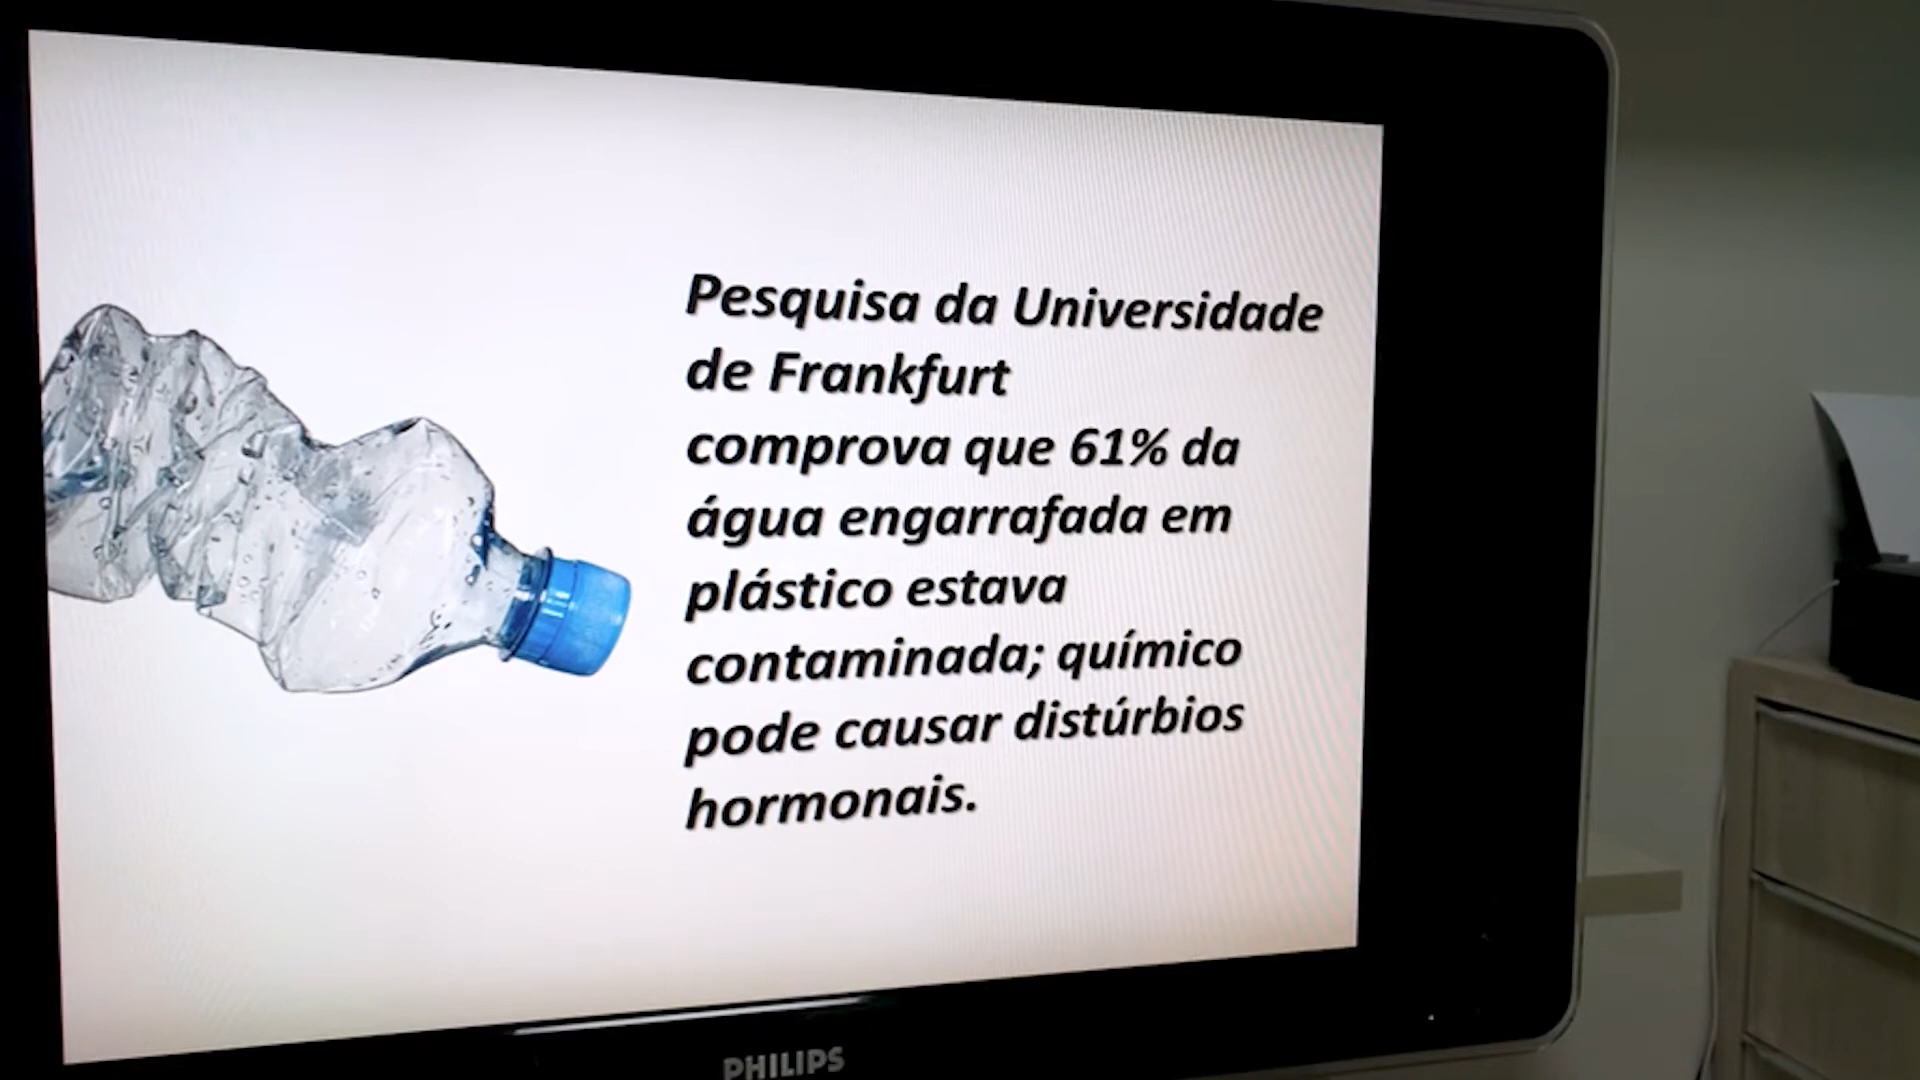 Pesquisa da Universidade
de Frankfurt
comprova que 61% da
água engarrafada em
plástico estava
contaminada; químico
pode causar distúrbios
hormonais.
PHILIPS